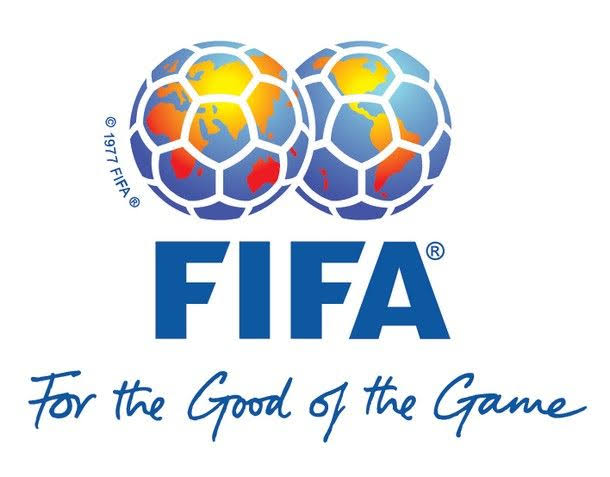 © 1977 FIFA ®
FIFA®
For the Good of the Game